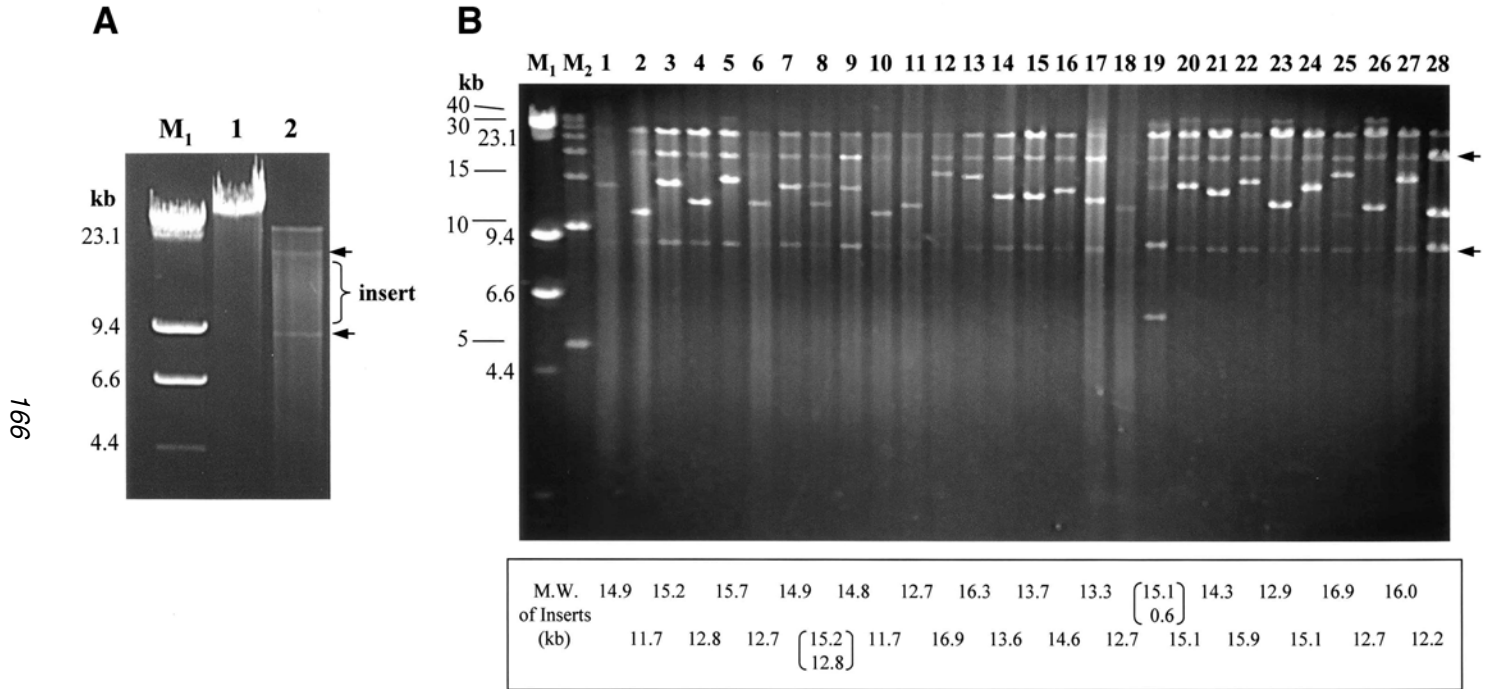 A
M1 1 2
kb
23.1
9.4
6.6
4.4
insert
166
B
M1 M2 1 2 3 4 5 6 7 8 9 10 11 12 13 14 15 16 17 18 19 20 21 22 23 24 25 26 27 28
kb
40
30
23.1
15
10
9.4
6.6
5
4.4
M.W. 14.9 15.2 15.7 14.9 14.8 12.7 16.3 13.7 13.3 15.1 14.3 12.9 16.9 16.0
of Inserts 0.6
(kb) 11.7 12.8 12.7 15.2 11.7 16.9 13.6 14.6 12.7 15.1 15.9 15.1 12.7 12.2
12.8